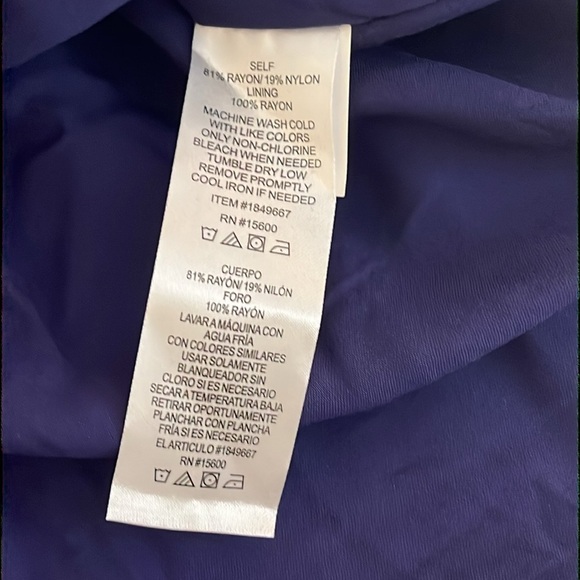 SELF
81% RAYON/ 19% NYLON
LINING
100% RAYON
MACHINE WASH COLD
WITH LIKE COLORS
ONLY NON-CHLORINE
BLEACH WHEN NEEDED
TUMBLE DRY LOW
REMOVE PROMPTLY
COOL IRON IF NEEDED
ITEM #1849667
RN #15600
CUERPO
81% RAYÓN/ 19% NILÓN
FORO
100% RAYÓN
LAVAR A MÁQUINA CON
AGUA FRÍA
CON COLORES SIMILARES
USAR SOLAMENTE
BLANQUEADOR SIN
CLORO SI ES NECESARIO
SECAR A TEMPERATURA BAJA
RETIRAR OPORTUNAMENTE
PLANCHAR CON PLANCHA
FRÍA SI ES NECESARIO
EL ARTICULO #1849667
RN #15600